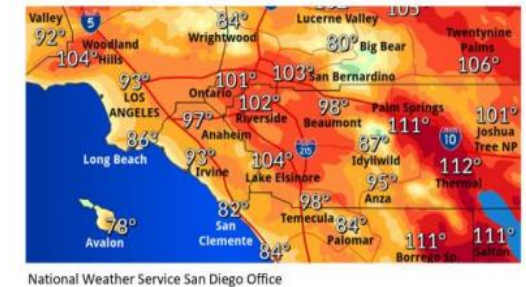 84°
Lucerne Valley
Valley
5
92°
Woodland
Hills
104°
Wrightwood
80° Big Bear
Twentynine
Palms
106°
93°
LOS
ANGELES
101°
Ontario
103° San Bernardino
102°
Riverside
98°
Beaumont
Palm Springs
111°
10
101°
Joshua
Tree NP
97°
Anaheim
86°
Long Beach
93°
Irvine
104°
Lake Elsinore
215
87°
Idyllwild
112°
Thermal
95°
Anza
78°
Avalon
82°
San
Clemente
98°
Temecula
84°
Palomar
84°
111°
Borrego Sp.
111°
Salton
National Weather Service San Diego Office